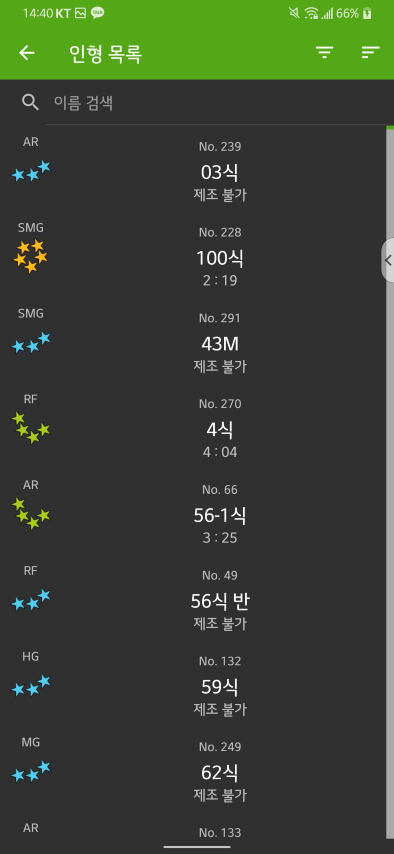 14:40 KT 66%
인형 목록
이름 검색
AR
No. 239
03식
제조 불가
SMG
No. 228
100식
2 : 19
SMG
No. 291
43M
제조 불가
RF
No. 270
4식
4 : 04
AR
No. 66
56-1식
3 : 25
RF
No. 49
56식 반
제조 불가
HG
No. 132
59식
제조 불가
MG
No. 249
62식
제조 불가
AR
No. 133